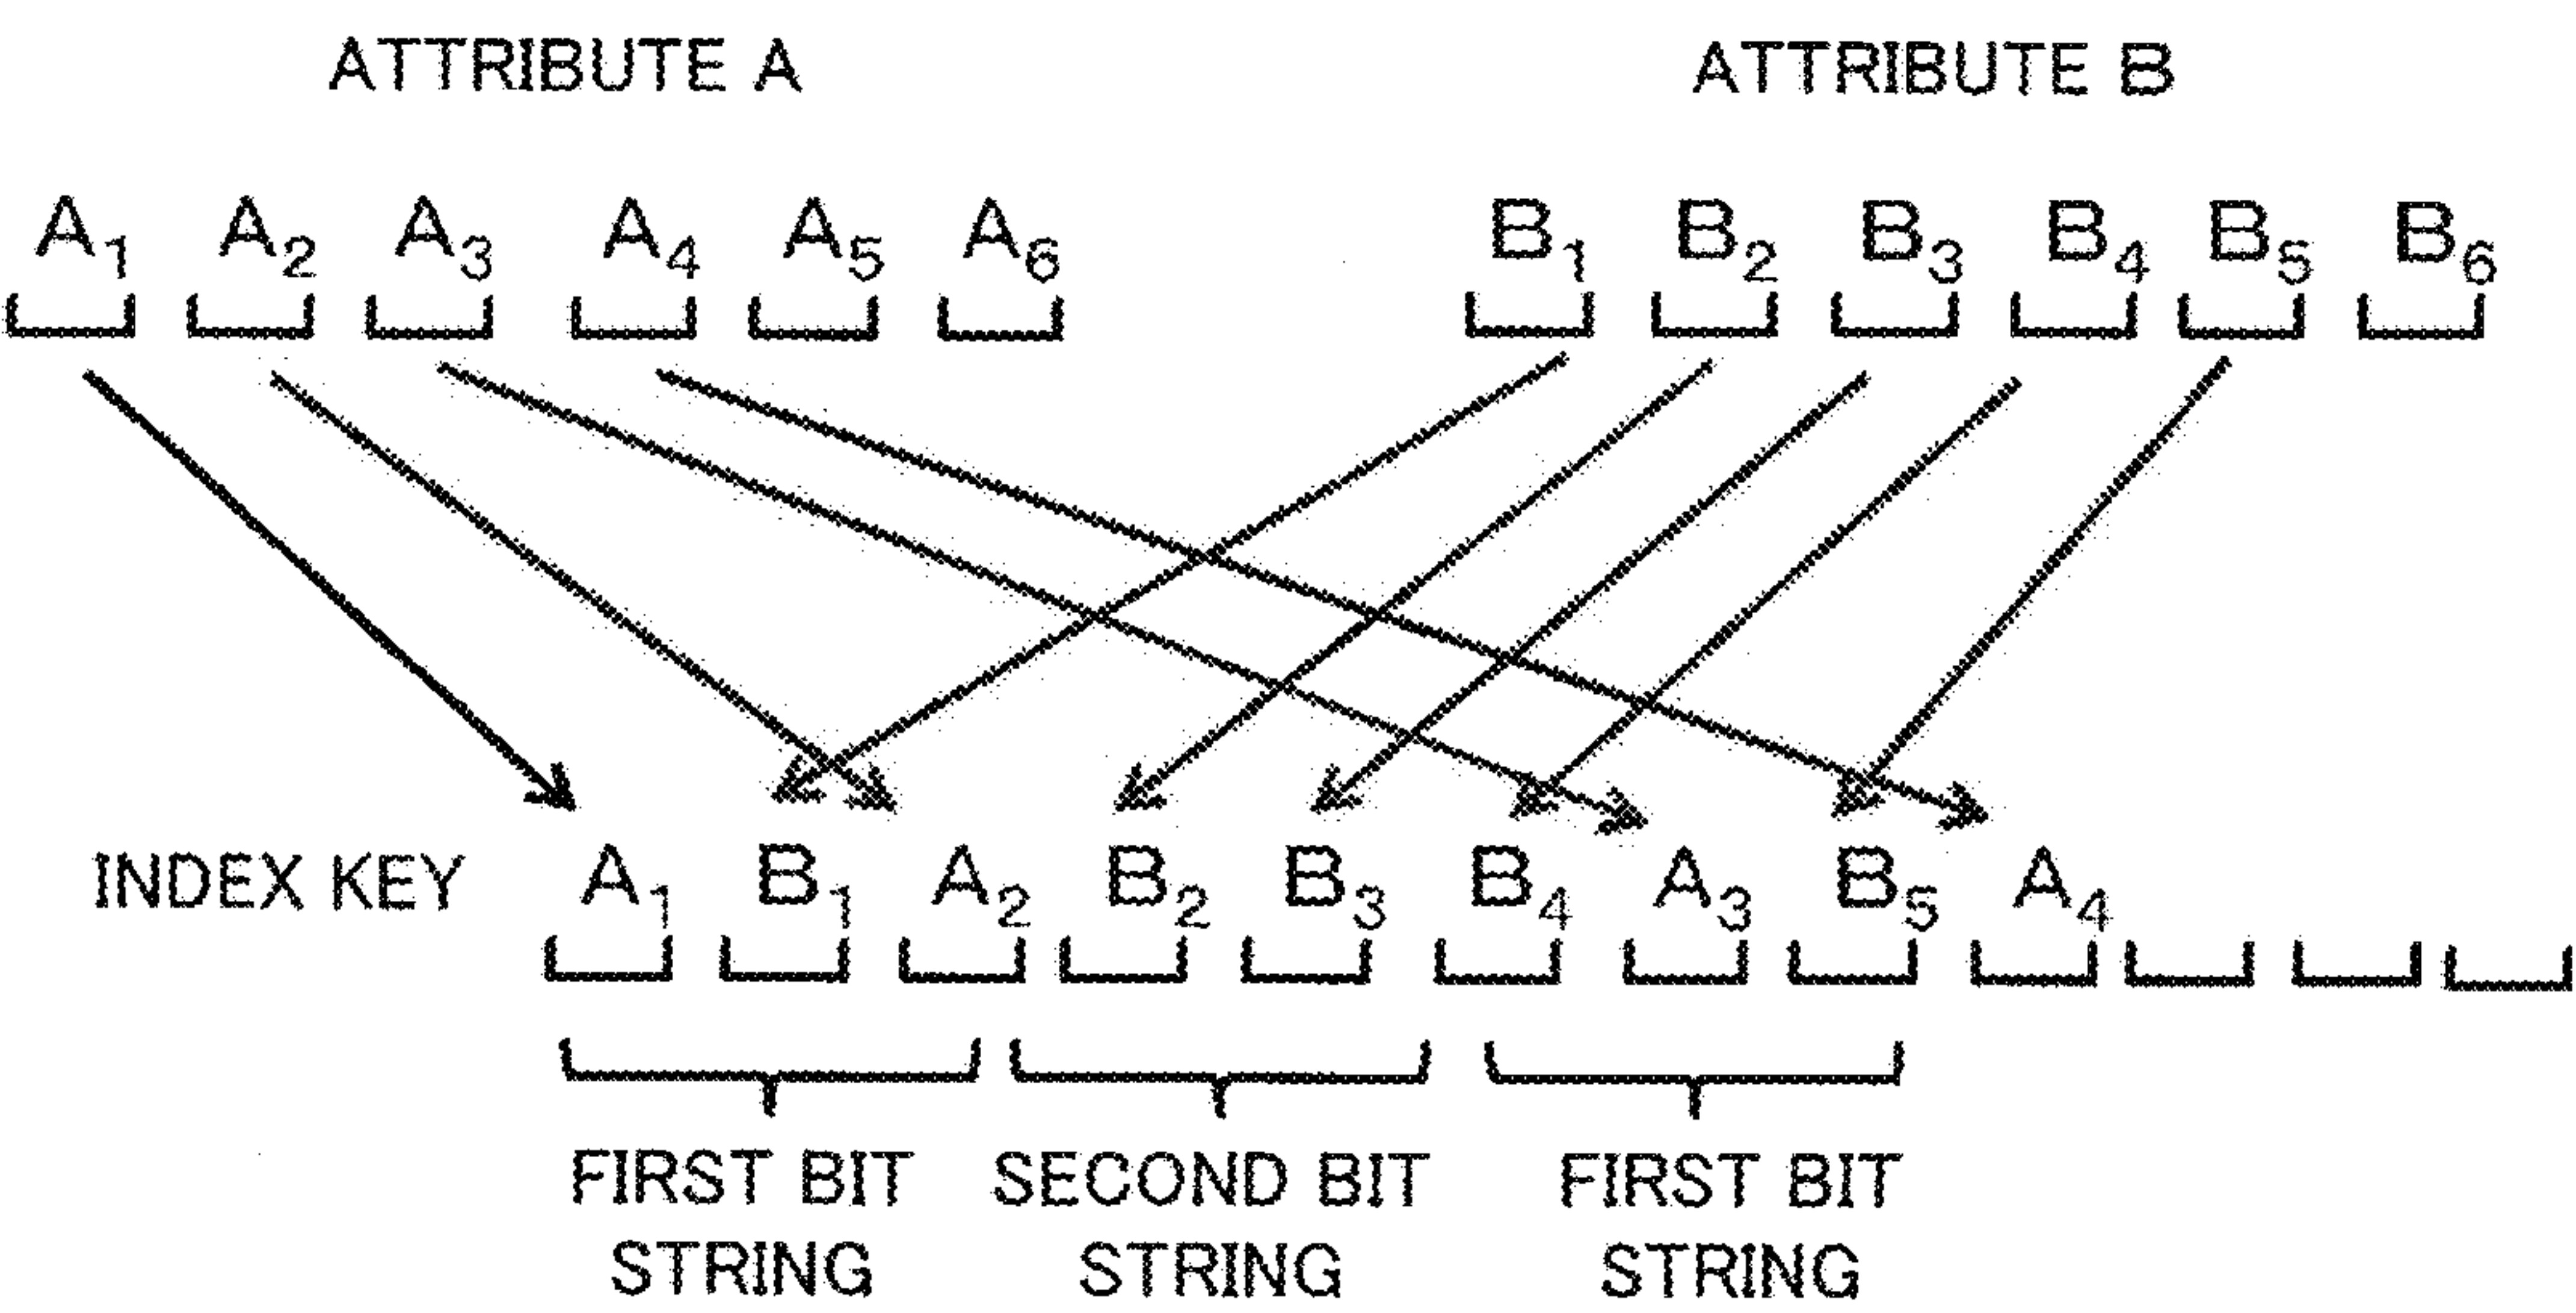 ATTRIBUTE A ATTRIBUTE B
A1 A2 A3 A4 A5 A6 B1 B2 B3 B4 B5 B6
INDEX KEY A1 B1 A2 B2 B3 B4 A3 B5 A4
FIRST BIT SECOND BIT FIRST BIT
STRING STRING STRING